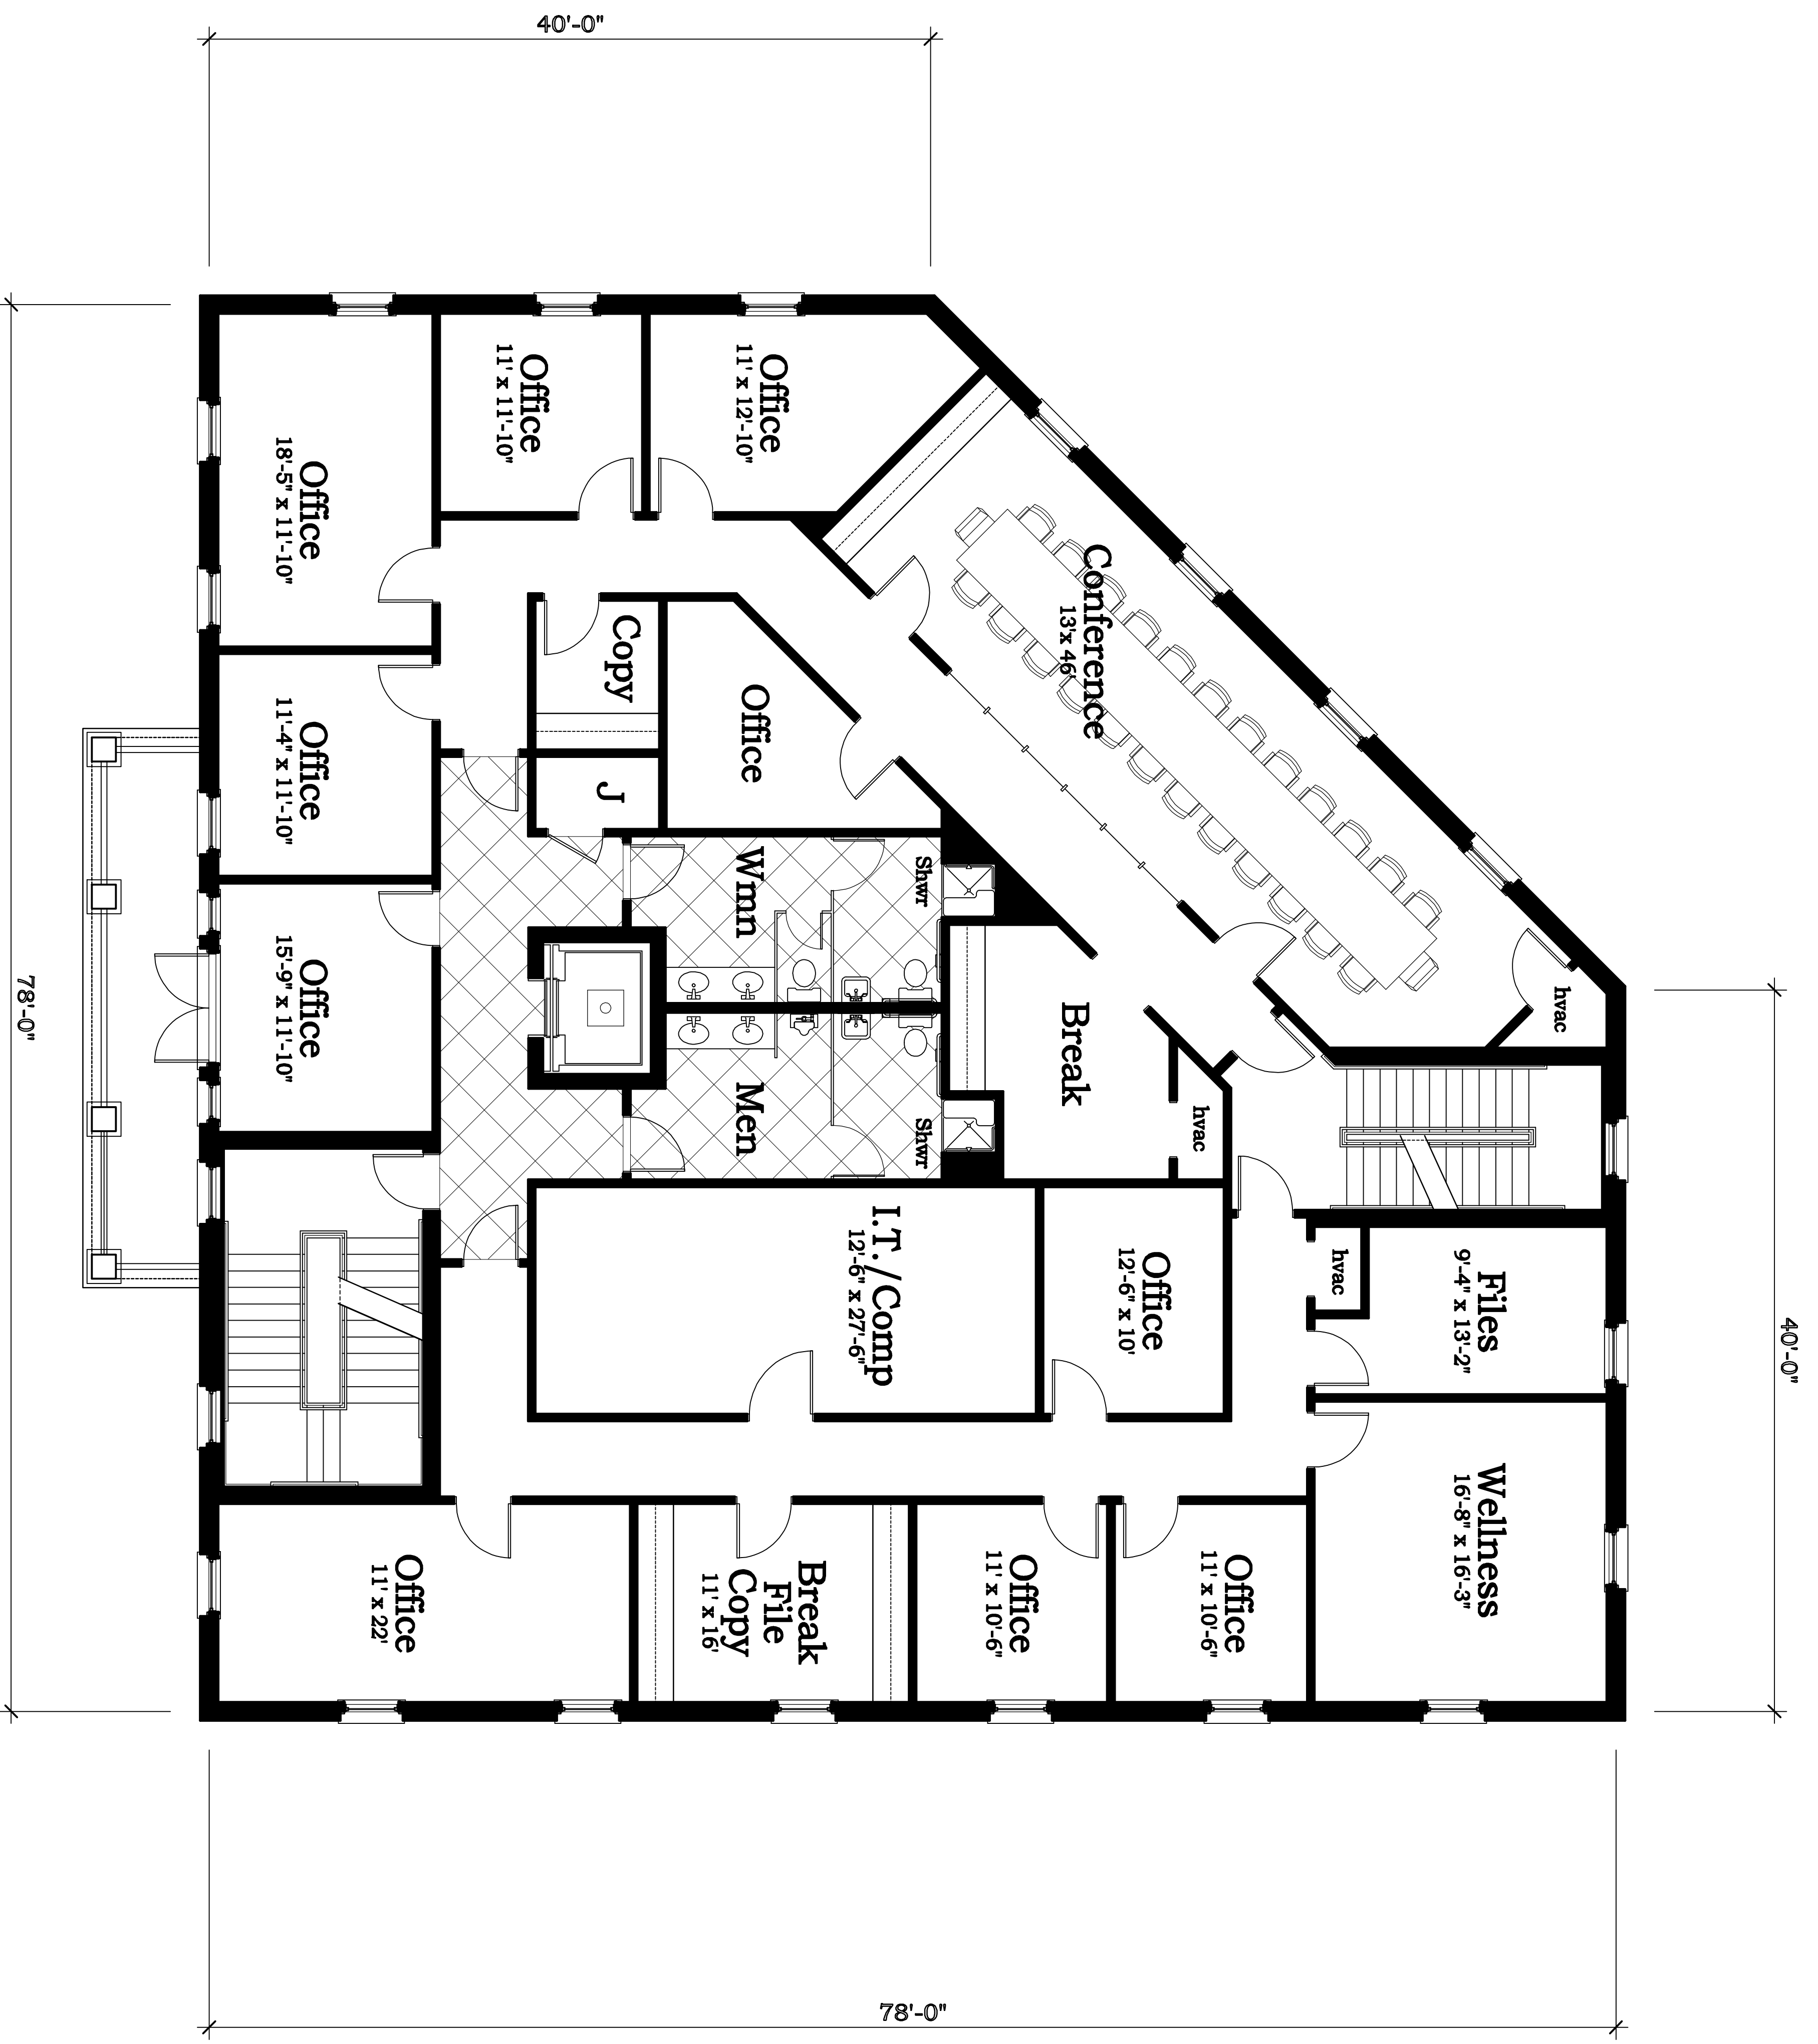 40'-0"
78'-0"
40'-0"
78'-0"
Office
18'-5" x 11'-10"
Office
11' x 11'-10"
Office
11' x 12'-10"
Conference
13'x 46'
hvac
Office
11'-4" x 11'-10"
Copy
J
Office
Office
15'-9" x 11'-10"
Wmn
Shwr
Men
Shwr
Break
hvac
I.T./Comp
12'-6" x 27'-6"
Office
12'-6" x 10'
hvac
Files
9'-4" x 13'-2"
Wellness
16'-8" x 16'-3"
Office
11' x 22'
Break
File
Copy
11' x 16'
Office
11' x 10'-6"
Office
11' x 10'-6"